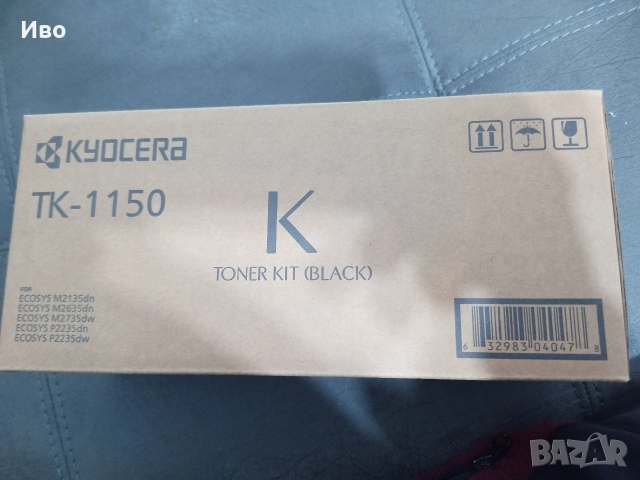 Иво
KYOCERA
TK-1150
K
TONER KIT (BLACK)
FOR
ECOSYS M2135dn
ECOSYS M2635dn
ECOSYS M2735dw
ECOSYS P2235dn
ECOSYS P2235dw
6 32983 04047 8
BAZAR